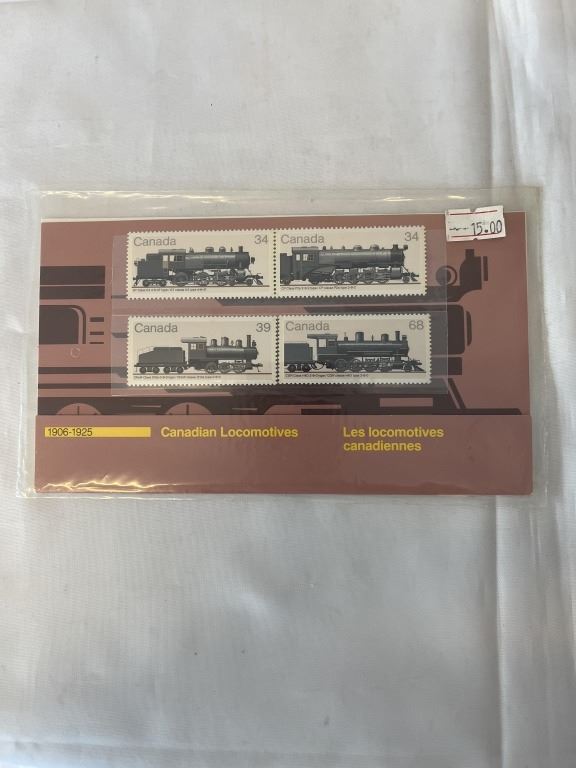 Canada 34
Canada 34
15.00
Canada 39
Canada 68
1906-1925
Canadian Locomotives
Les locomotives
canadiennes